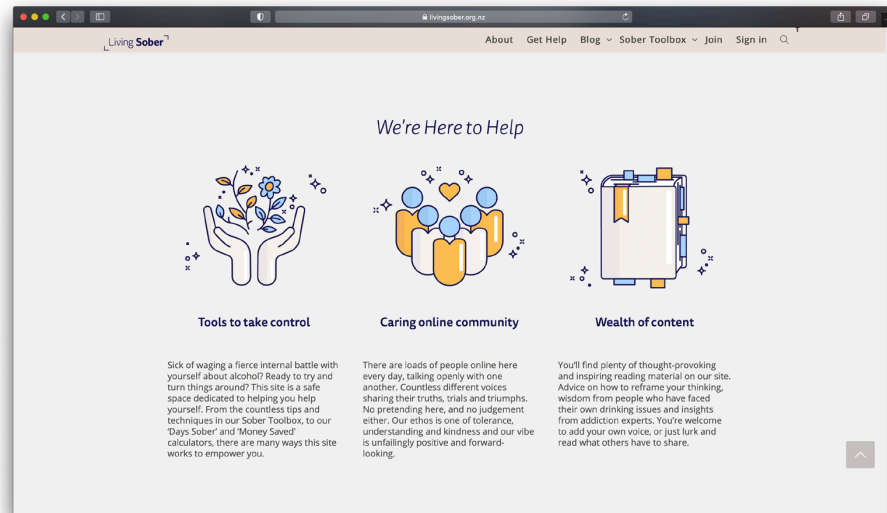 livingsober.org.nz
Living Sober
About Get Help Blog Sober Toolbox Join Sign in
We're Here to Help
Tools to take control
Sick of waging a fierce internal battle with
yourself about alcohol? Ready to try and
turn things around? This site is a safe
space dedicated to helping you help
yourself. From the countless tips and
techniques in our Sober Toolbox, to our
'Days Sober' and 'Money Saved'
calculators, there are many ways this site
works to empower you.
Caring online community
There are loads of people online here
every day, talking openly with one
another. Countless different voices
sharing their truths, trials and triumphs.
No pretending here, and no judgement
either. Our ethos is one of tolerance,
understanding and kindness and our vibe
is unfailingly positive and forward-
looking.
Wealth of content
You'll find plenty of thought-provoking
and inspiring reading material on our site.
Advice on how to reframe your thinking,
wisdom from people who have faced
their own drinking issues and insights
from addiction experts. You're welcome
to add your own voice, or just lurk and
read what others have to share.